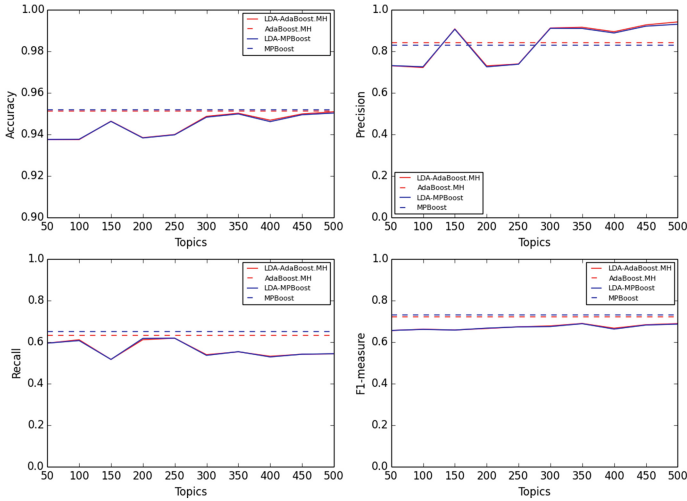 1.00
0.98
0.96
0.94
0.92
0.90
Accuracy
LDA-AdaBoost.MH
AdaBoost.MH
LDA-MPBoost
MPBoost
50 100 150 200 250 300 350 400 450 500
Topics
1.0
0.8
0.6
0.4
0.2
0.0
Precision
LDA-AdaBoost.MH
AdaBoost.MH
LDA-MPBoost
MPBoost
50 100 150 200 250 300 350 400 450 500
Topics
1.0
0.8
0.6
0.4
0.2
0.0
Recall
LDA-AdaBoost.MH
AdaBoost.MH
LDA-MPBoost
MPBoost
50 100 150 200 250 300 350 400 450 500
Topics
1.0
0.8
0.6
0.4
0.2
0.0
F1-measure
LDA-AdaBoost.MH
AdaBoost.MH
LDA-MPBoost
MPBoost
50 100 150 200 250 300 350 400 450 500
Topics